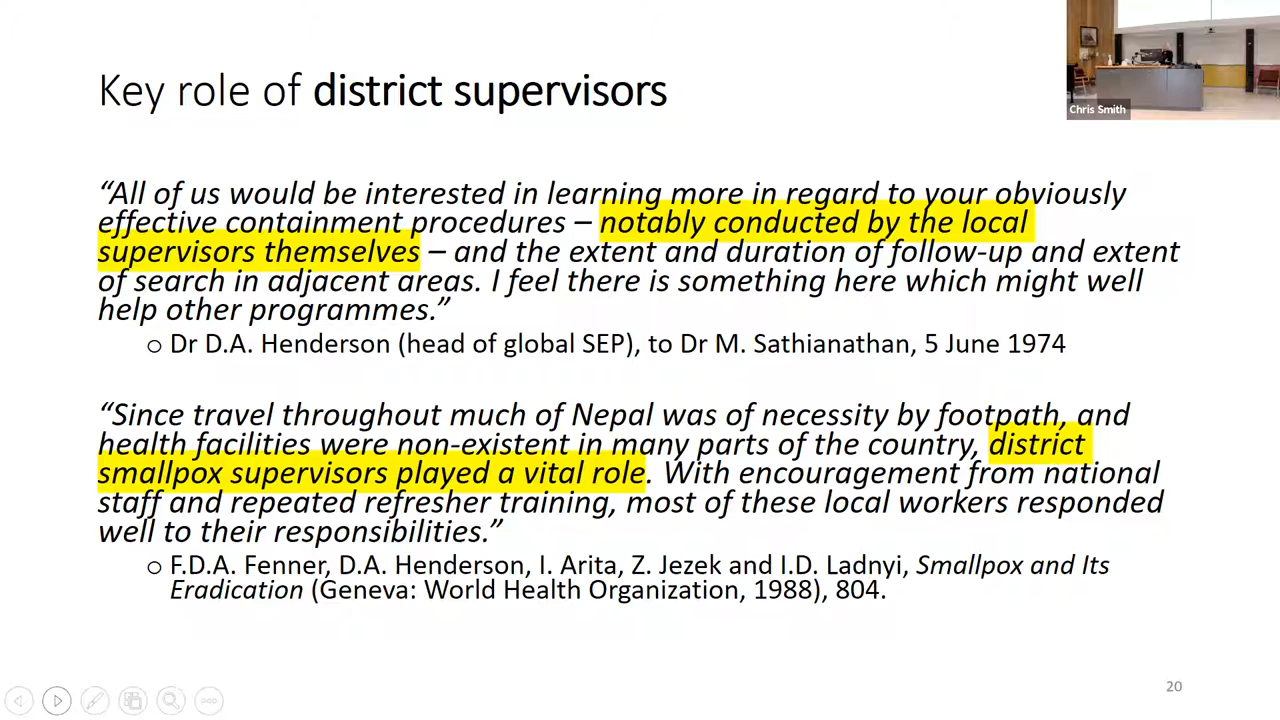 Key role of district supervisors
Chris Smith
“All of us would be interested in learning more in regard to your obviously
effective containment procedures – notably conducted by the local
supervisors themselves – and the extent and duration of follow-up and extent
of search in adjacent areas. I feel there is something here which might well
help other programmes.”
o Dr D.A. Henderson (head of global SEP), to Dr M. Sathianathan, 5 June 1974
“Since travel throughout much of Nepal was of necessity by footpath, and
health facilities were non-existent in many parts of the country, district
smallpox supervisors played a vital role. With encouragement from national
staff and repeated refresher training, most of these local workers responded
well to their responsibilities.”
o F.D.A. Fenner, D.A. Henderson, I. Arita, Z. Jezek and I.D. Ladnyi, Smallpox and Its
Eradication (Geneva: World Health Organization, 1988), 804.
20